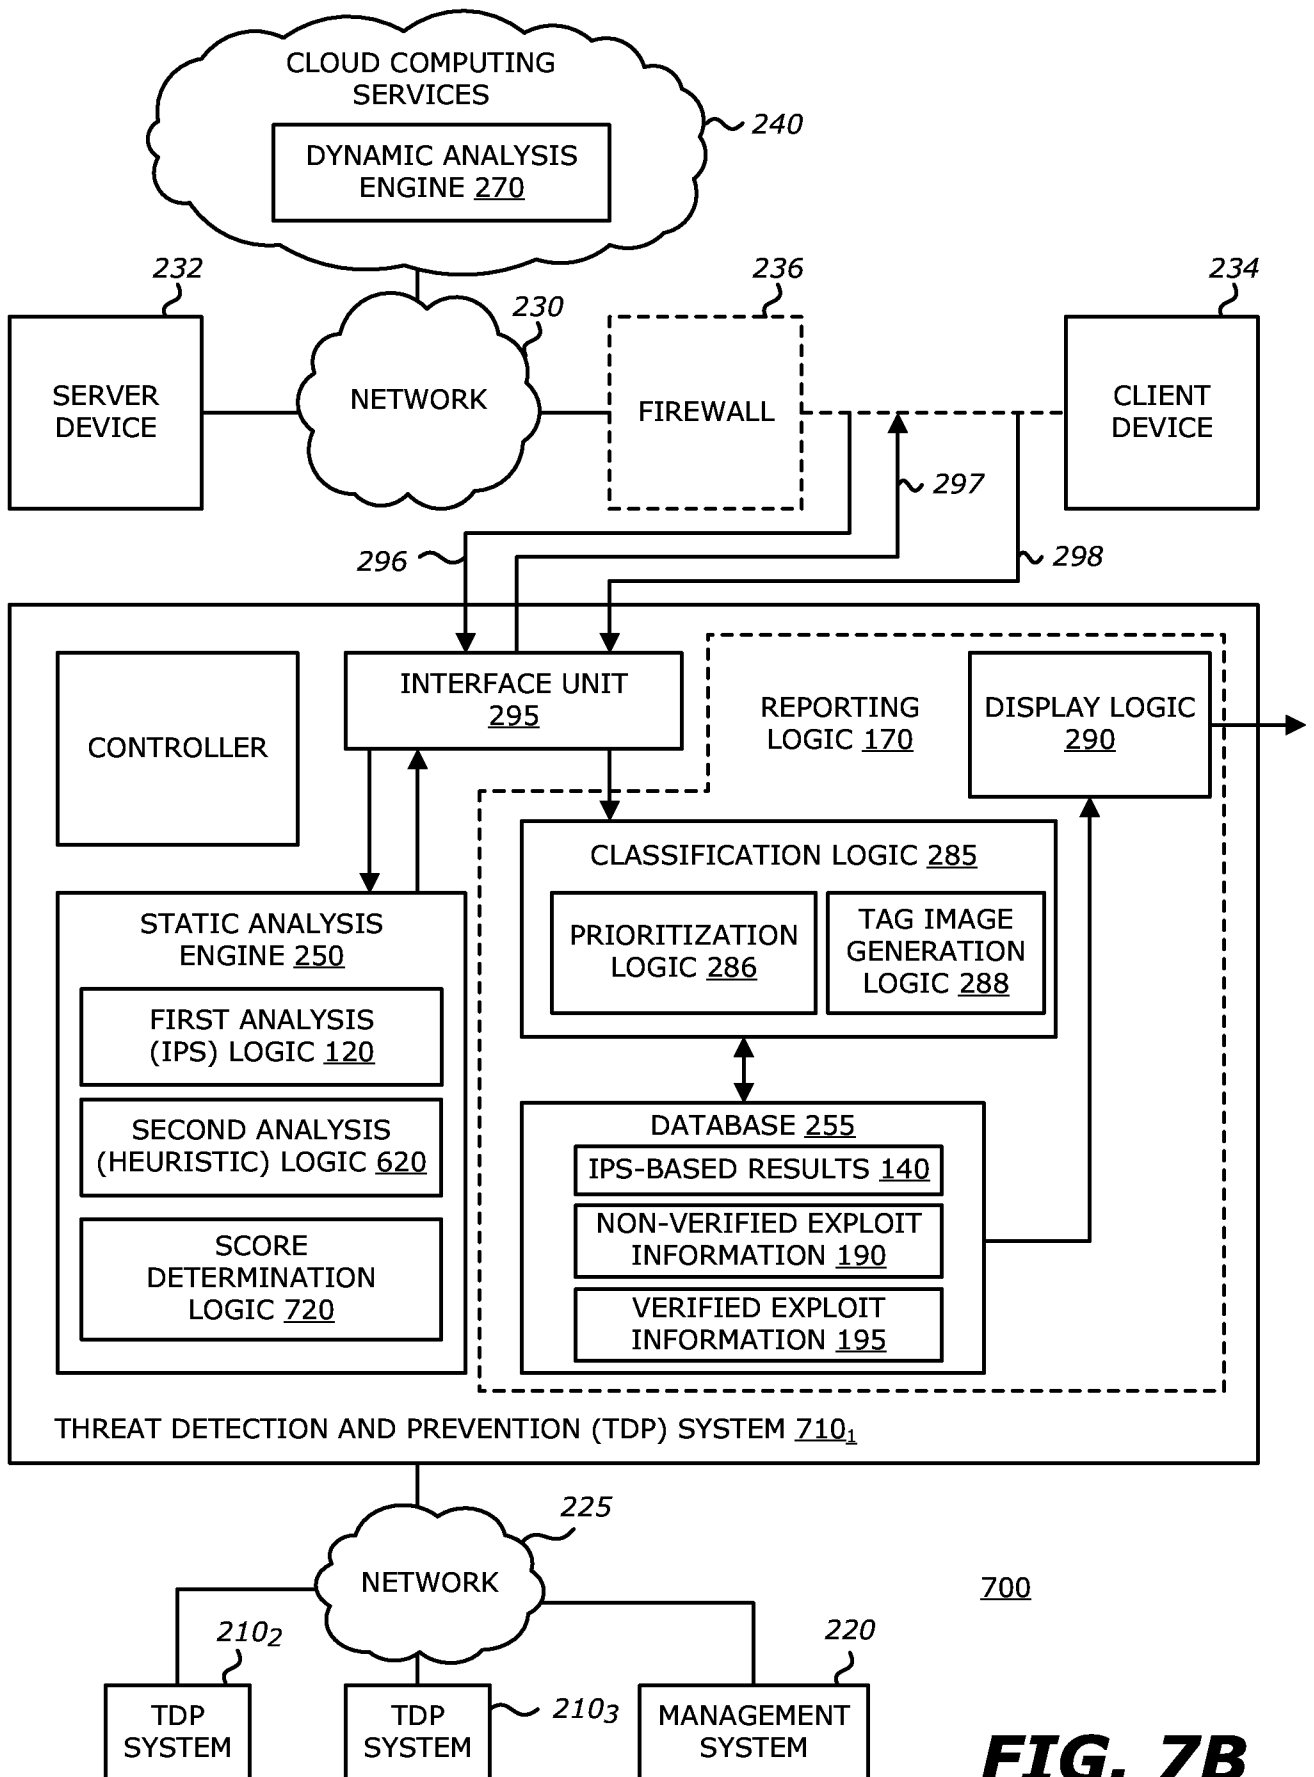 CLOUD COMPUTING
SERVICES
240
DYNAMIC ANALYSIS
ENGINE 270
232
230
236
234
SERVER
DEVICE
NETWORK
FIREWALL
CLIENT
DEVICE
297
296
298
CONTROLLER
INTERFACE UNIT
295
REPORTING
LOGIC 170
DISPLAY LOGIC
290
CLASSIFICATION LOGIC 285
PRIORITIZATION
LOGIC 286
TAG IMAGE
GENERATION
LOGIC 288
STATIC ANALYSIS
ENGINE 250
FIRST ANALYSIS
(IPS) LOGIC 120
SECOND ANALYSIS
(HEURISTIC) LOGIC 620
SCORE
DETERMINATION
LOGIC 720
DATABASE 255
IPS-BASED RESULTS 140
NON-VERIFIED EXPLOIT
INFORMATION 190
VERIFIED EXPLOIT
INFORMATION 195
THREAT DETECTION AND PREVENTION (TDP) SYSTEM 710₁
225
NETWORK
700
210₂
220
TDP
SYSTEM
TDP
SYSTEM
210₃
MANAGEMENT
SYSTEM
FIG. 7B